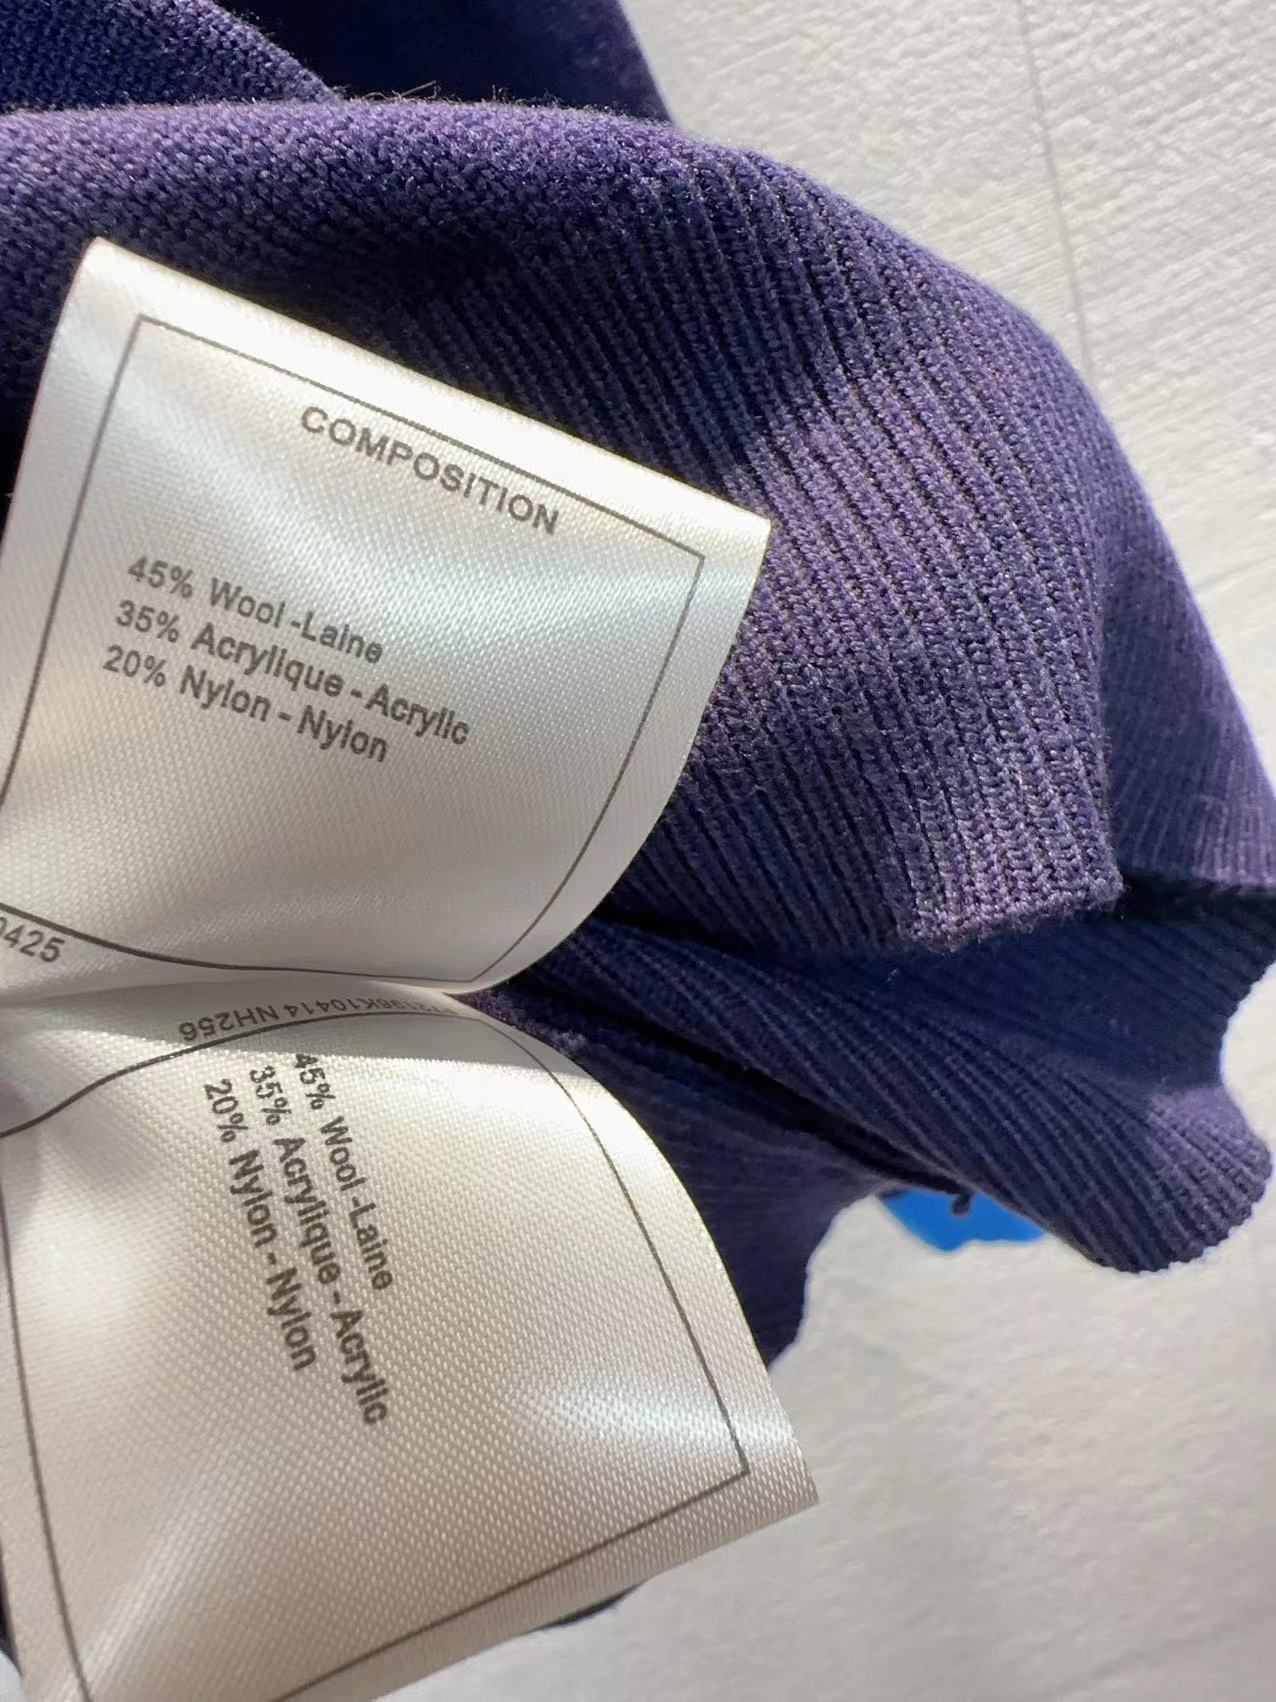 COMPOSITION
45% Wool -Laine
35% Acrylique - Acrylic
20% Nylon - Nylon
0425
NH256
45% Wool -Laine
35% Acrylique - Acrylic
20% Nylon - Nylon